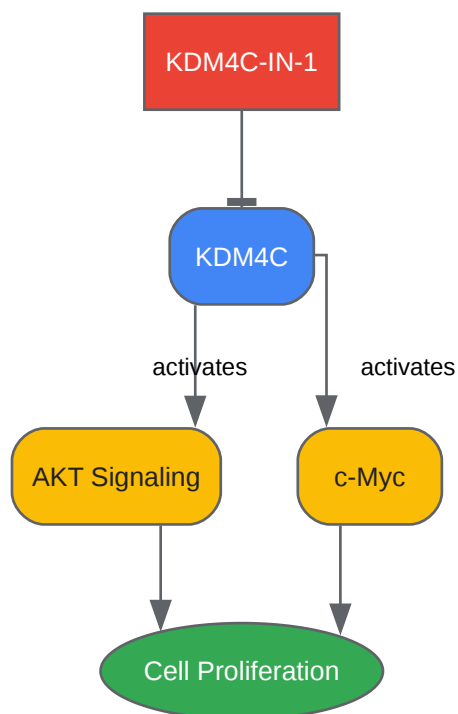 KDM4C-IN-1
KDM4C
activates
activates
AKT Signaling
c-Myc
Cell Proliferation